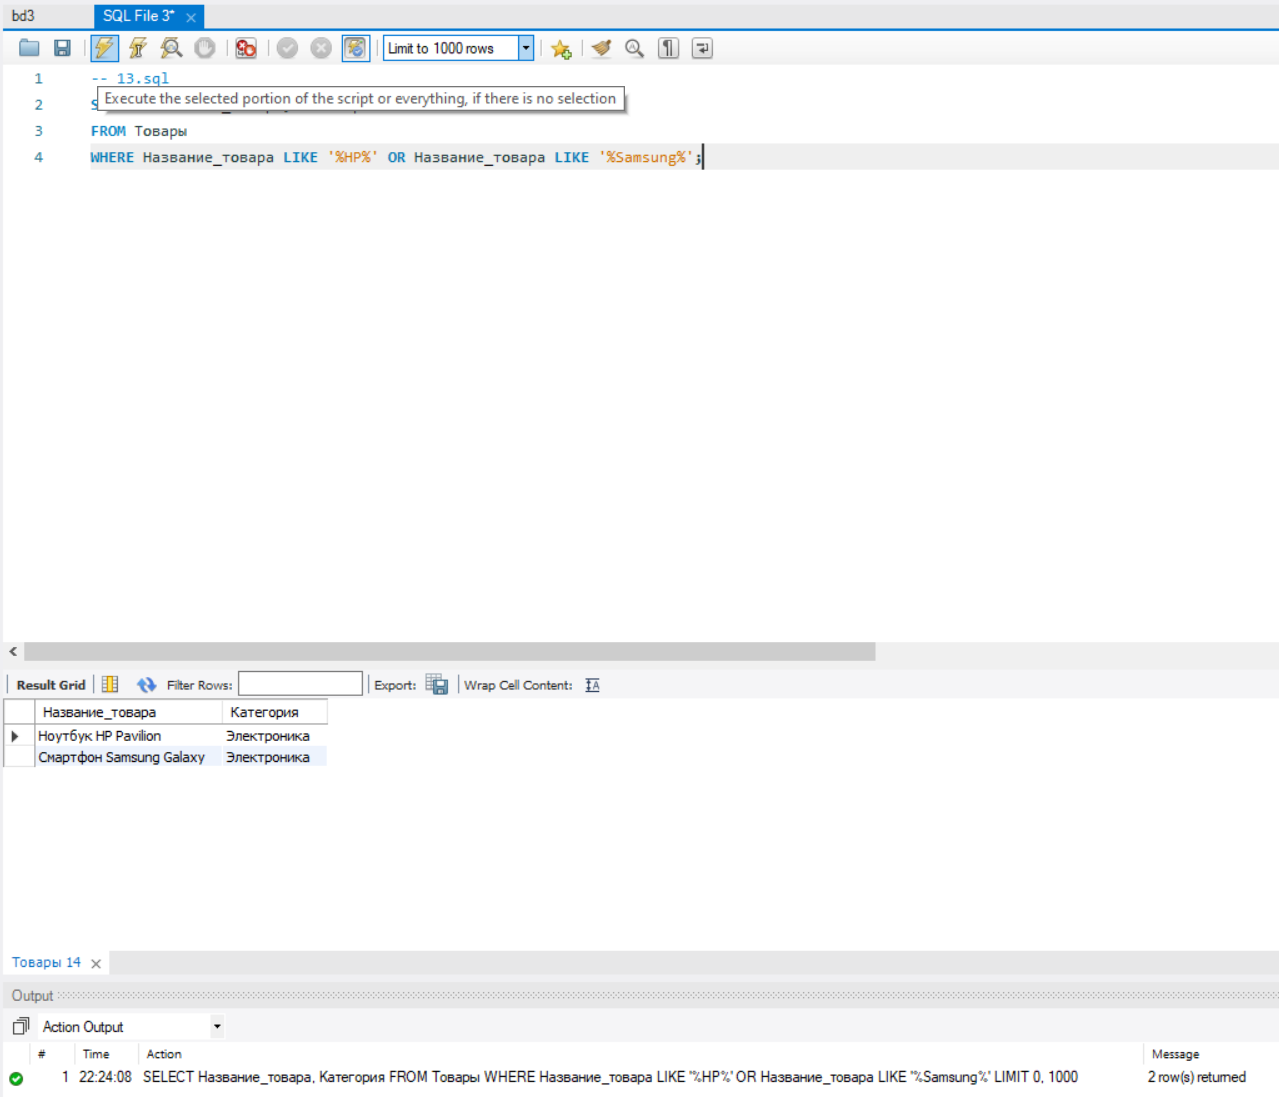 bd3
SQL File 3*
Limit to 1000 rows
1 -- 13.sql
Execute the selected portion of the script or everything, if there is no selection
2
3 FROM Товары
4 WHERE Название_товара LIKE '%HP%' OR Название_товара LIKE '%Samsung%';
Result Grid Filter Rows: Export: Wrap Cell Content:
Название_товара Категория
Ноутбук HP Pavilion Электроника
Смартфон Samsung Galaxy Электроника
Товары 14
Output
Action Output
# Time Action Message
1 22:24:08 SELECT Название_товара, Категория FROM Товары WHERE Название_товара LIKE '%HP%' OR Название_товара LIKE '%Samsung%' LIMIT 0, 1000 2 row(s) returned